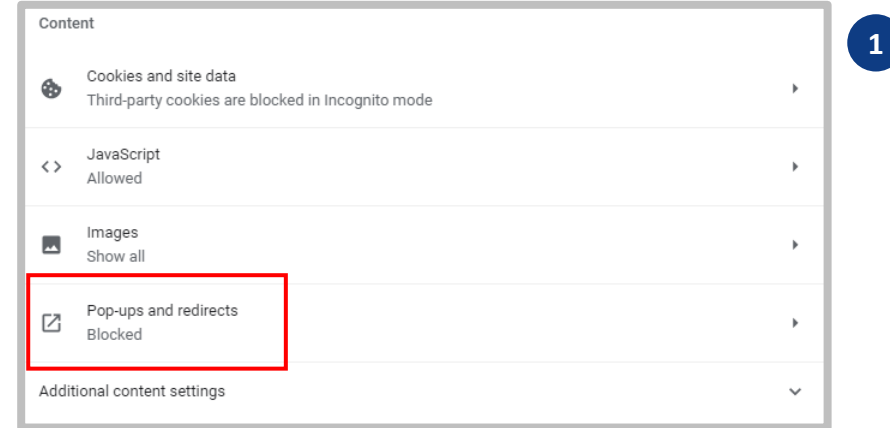 Content
1
Cookies and site data
Third-party cookies are blocked in Incognito mode
JavaScript
Allowed
Images
Show all
Pop-ups and redirects
Blocked
Additional content settings